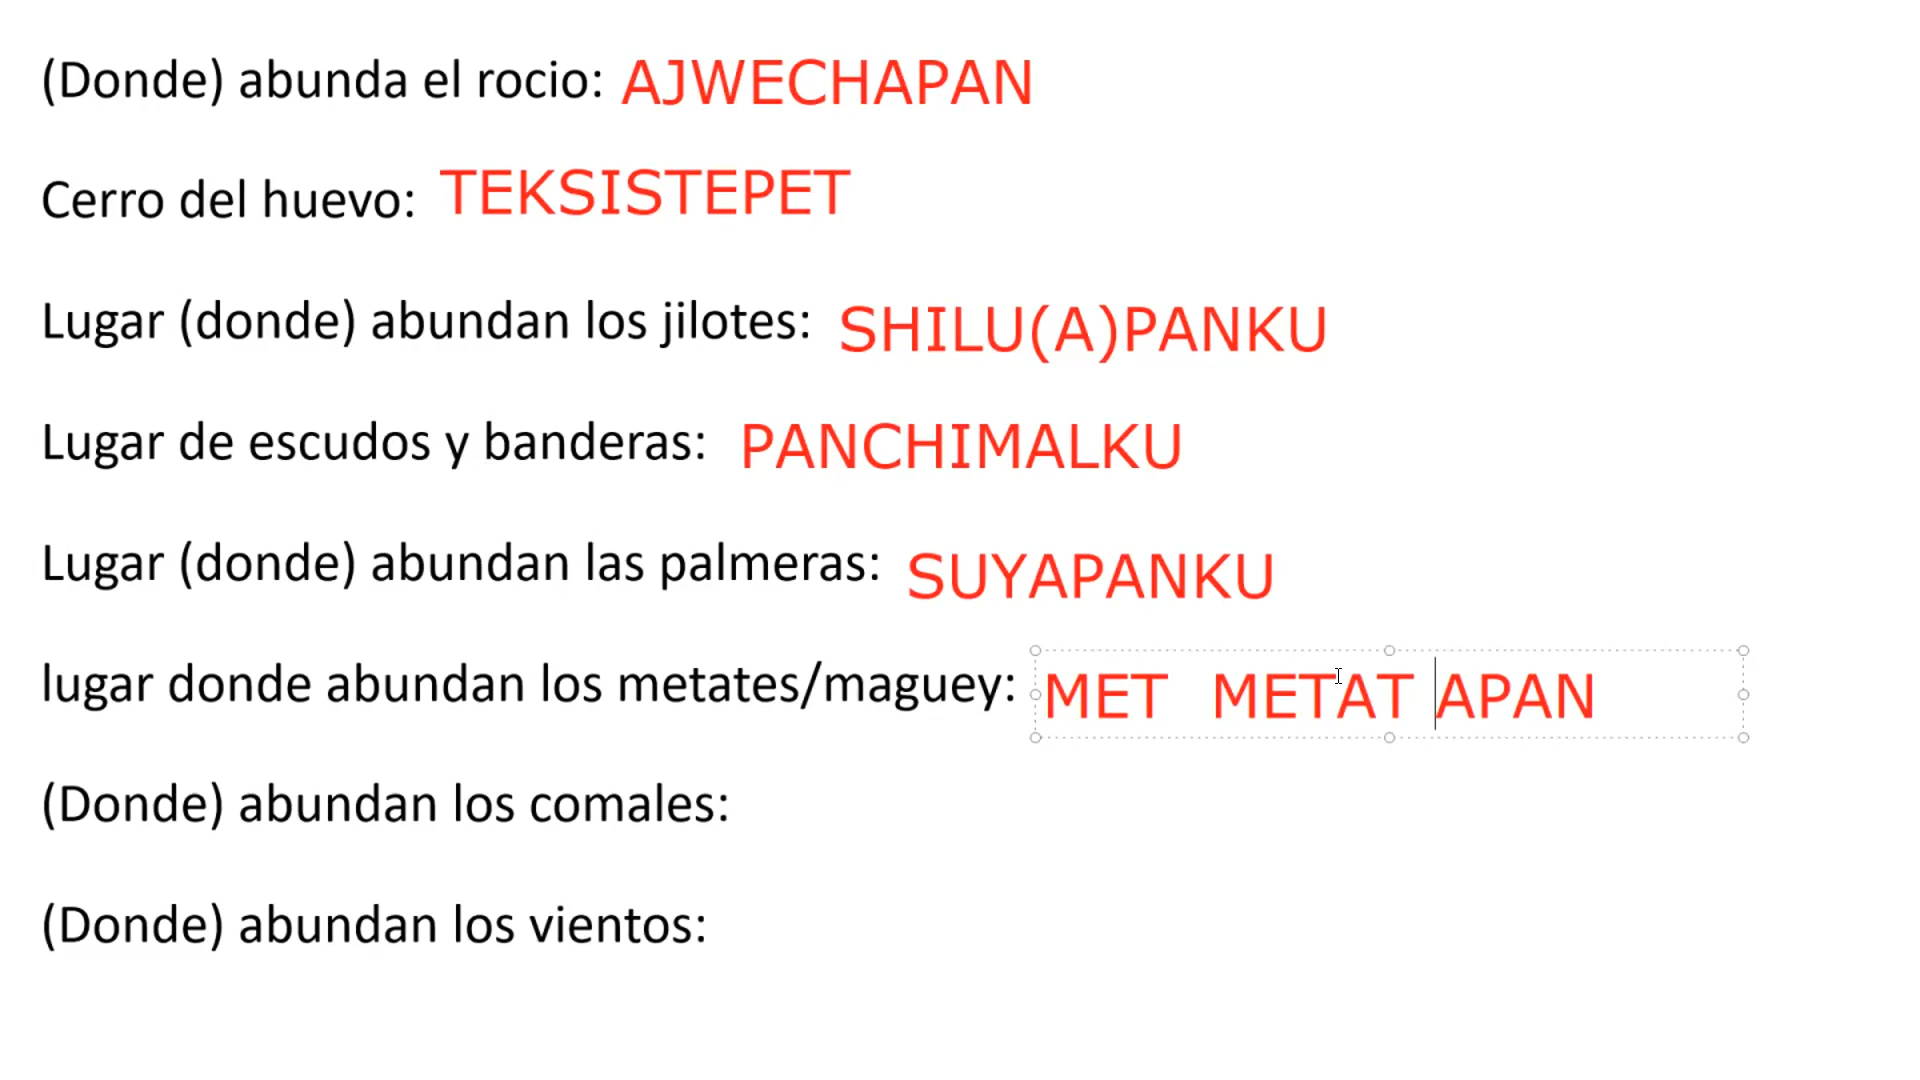 (Donde) abunda el rocio: AJWECHAPAN
Cerro del huevo: TEKSISTEPET
Lugar (donde) abundan los jilotes: SHILU(A)PANKU
Lugar de escudos y banderas: PANCHIMALKU
Lugar (donde) abundan las palmeras: SUYAPANKU
lugar donde abundan los metates/maguey: MET METAT APAN
(Donde) abundan los comales:
(Donde) abundan los vientos: